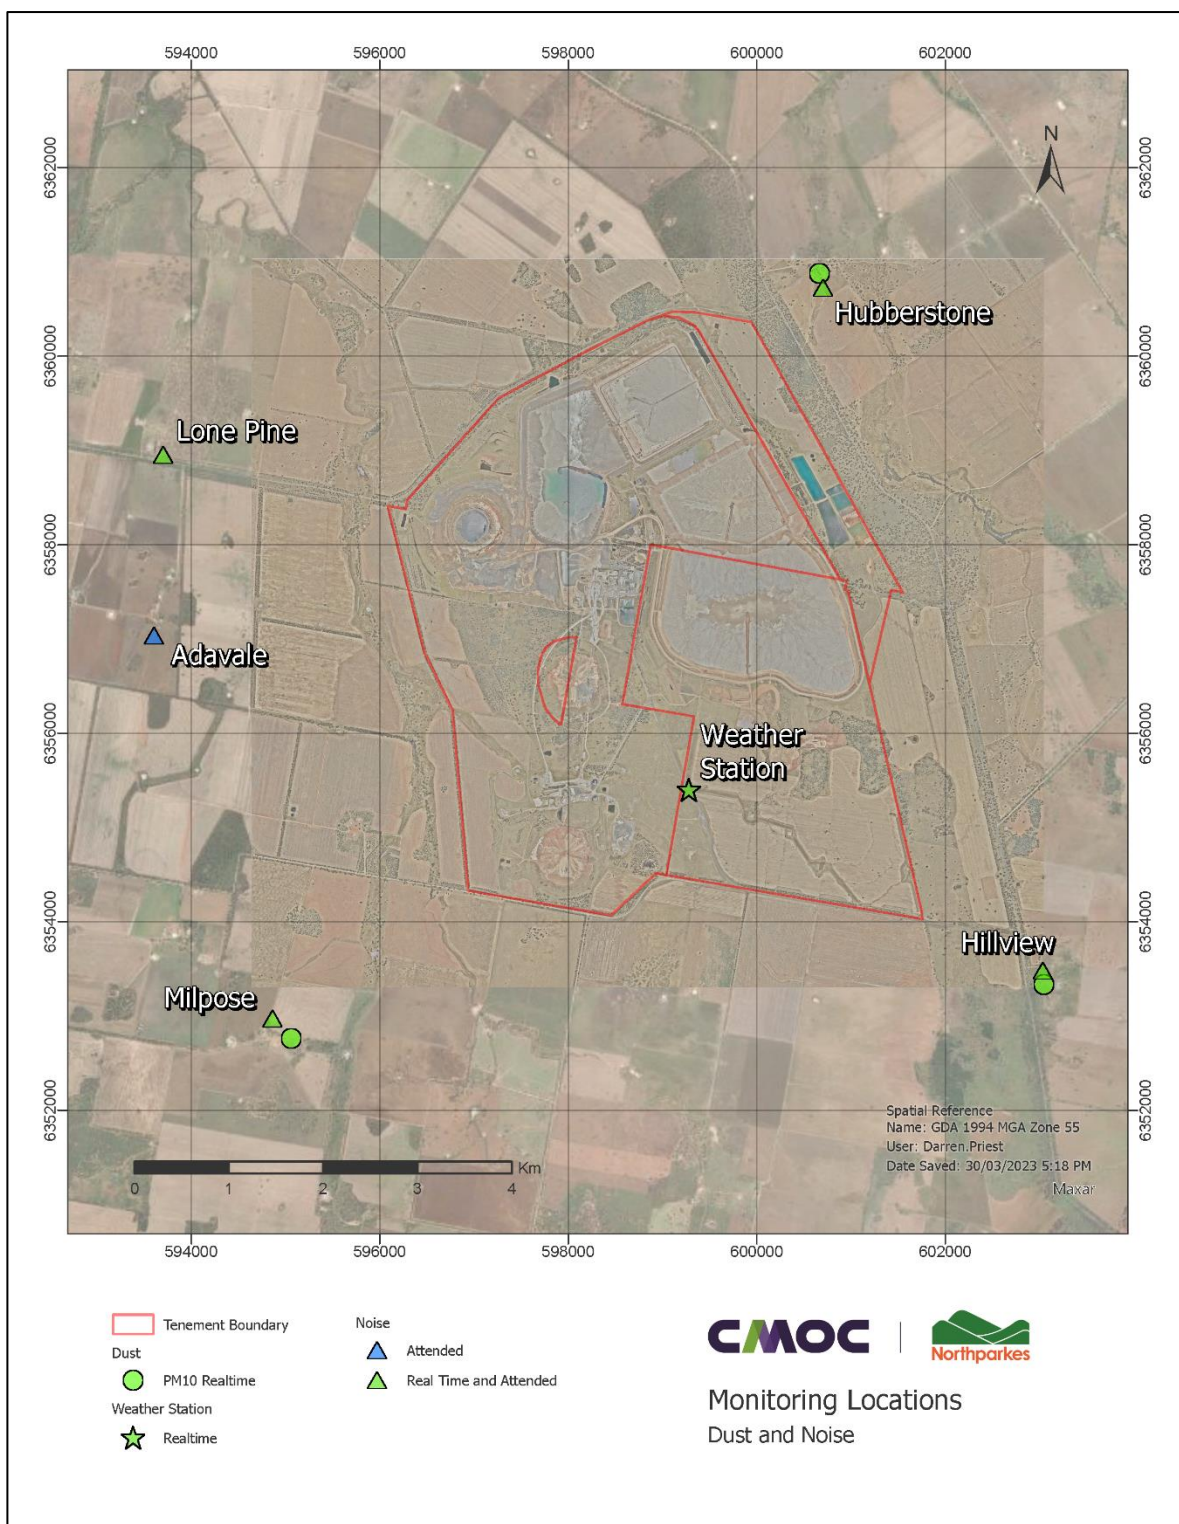 594000
596000
598000
600000
602000
N
6362000
6362000
Hubberstone
6360000
6360000
Lone Pine
6358000
6358000
Adavale
6356000
6356000
Weather
Station
6354000
6354000
Hillview
Milpose
6352000
6352000
Spatial Reference
Name: GDA 1994 MGA Zone 55
User: Darren.Priest
Date Saved: 30/03/2023 5:18 PM
Maxar
Km
0 1 2 3 4
594000
596000
598000
600000
602000
Tenement Boundary
Dust
PM10 Realtime
Weather Station
Realtime
Noise
Attended
Real Time and Attended
CMOC
Northparkes
Monitoring Locations
Dust and Noise